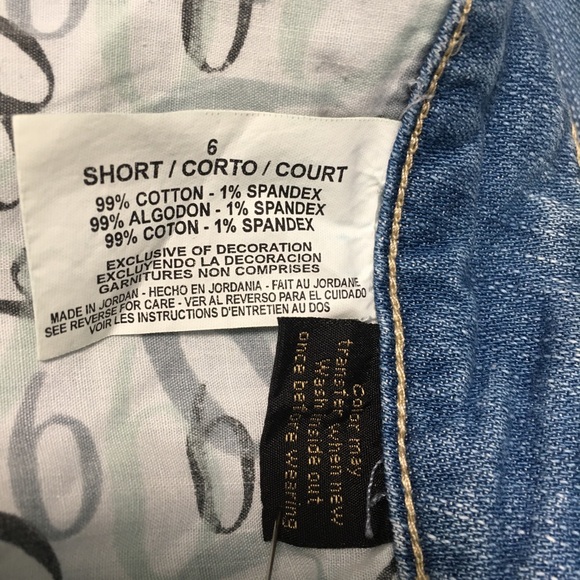 6
SHORT / CORTO / COURT
99% COTTON - 1% SPANDEX
99% ALGODON - 1% SPANDEX
99% COTON - 1% SPANDEX
EXCLUSIVE OF DECORATION
EXCLUYENDO LA DECORACION
GARNITURES NON COMPRISES
MADE IN JORDAN - HECHO EN JORDANIA - FAIT AU JORDANE
SEE REVERSE FOR CARE - VER AL REVERSO PARA EL CUIDADO
VOIR LES INSTRUCTIONS D'ENTRETIEN AU DOS
Color may
transfer when new
Wash inside out
once before wearing